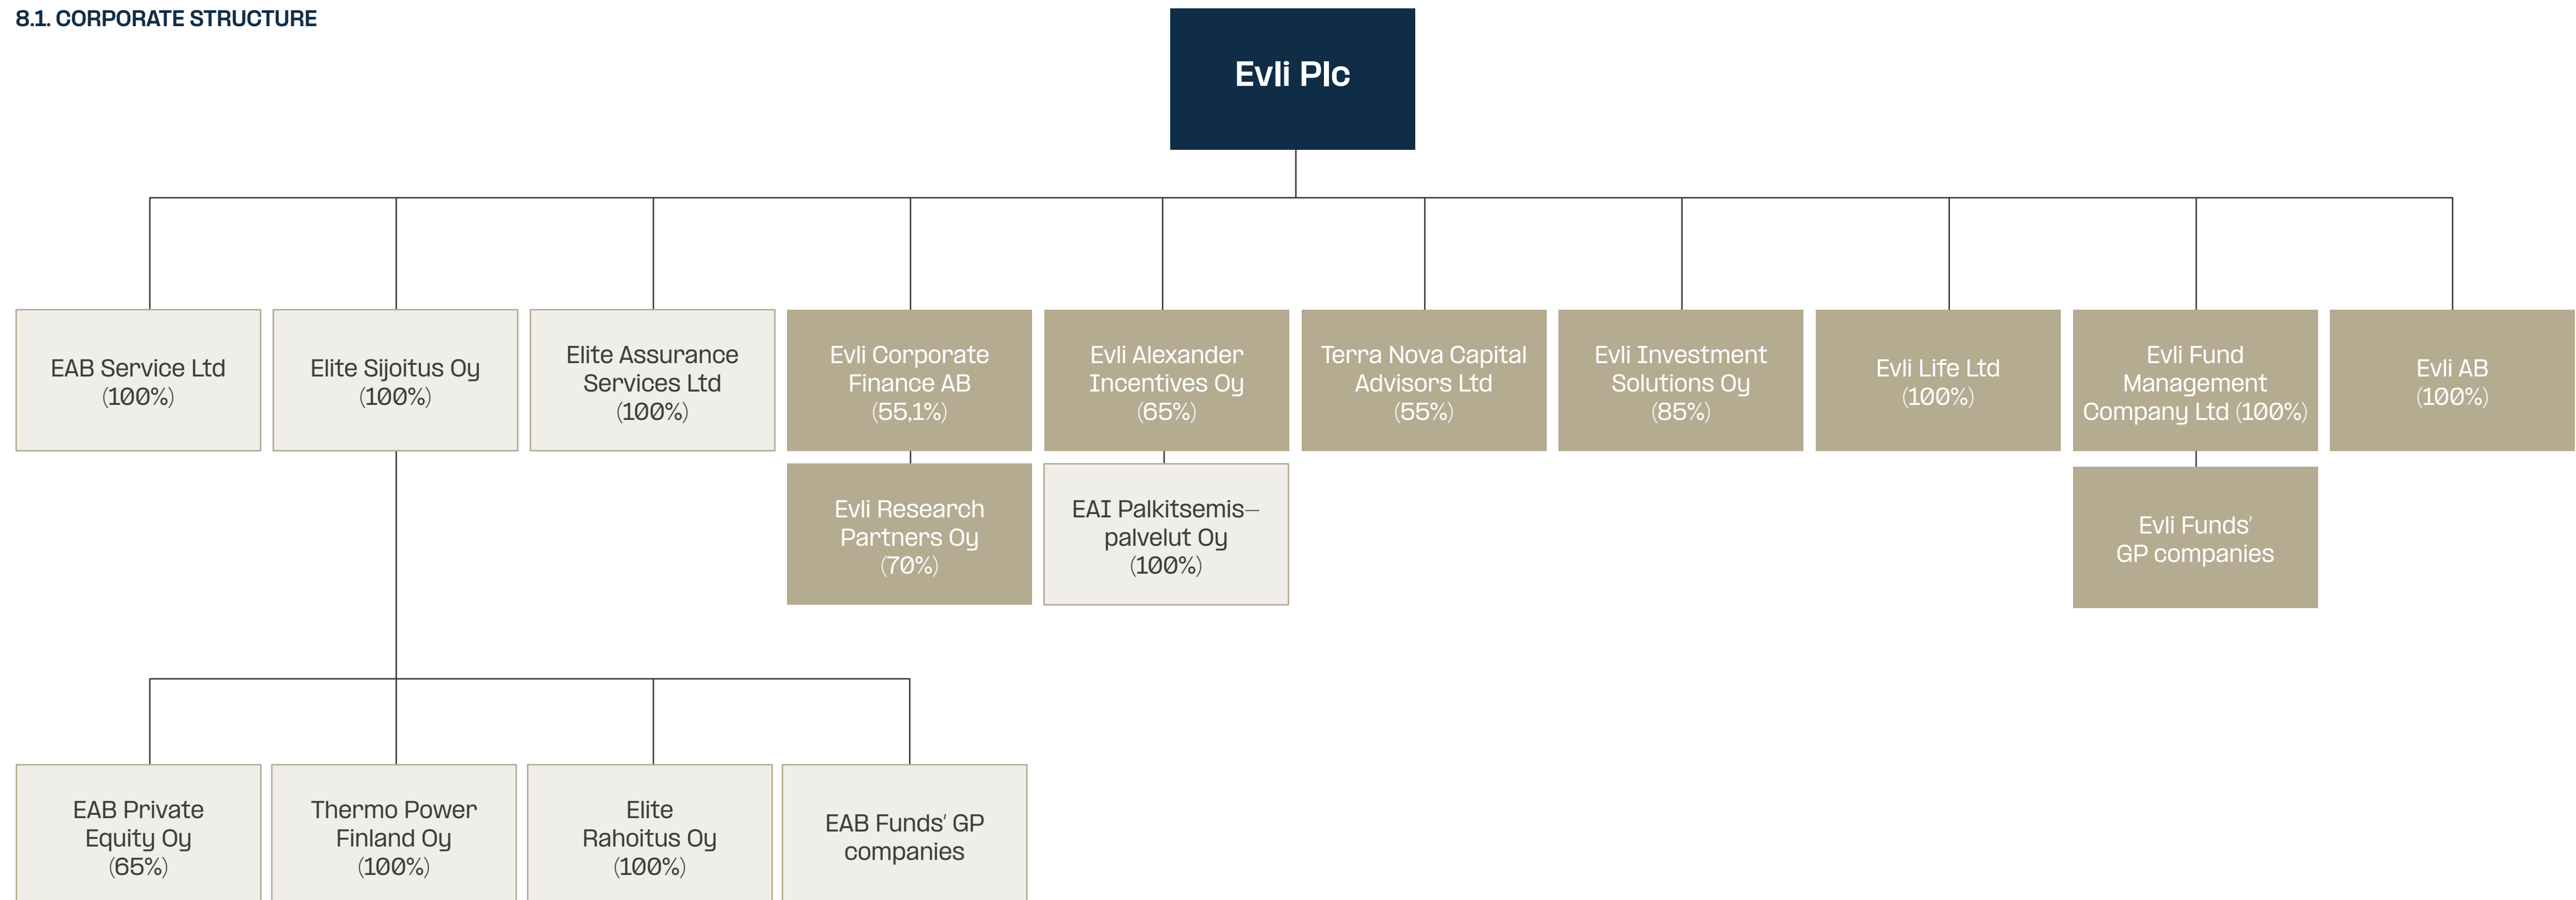 8.1. CORPORATE STRUCTURE
Evli Plc
EAB Service Ltd
(100%)
Elite Sijoitus Oy
(100%)
Elite Assurance
Services Ltd
(100%)
Evli Corporate
Finance AB
(55,1%)
Evli Alexander
Incentives Oy
(65%)
Terra Nova Capital
Advisors Ltd
(55%)
Evli Investment
Solutions Oy
(85%)
Evli Life Ltd
(100%)
Evli Fund
Management
Company Ltd (100%)
Evli AB
(100%)
Evli Research
Partners Oy
(70%)
EAI Palkitsemis–
palvelut Oy
(100%)
Evli Funds’
GP companies
EAB Private
Equity Oy
(65%)
Thermo Power
Finland Oy
(100%)
Elite
Rahoitus Oy
(100%)
EAB Funds’ GP
companies